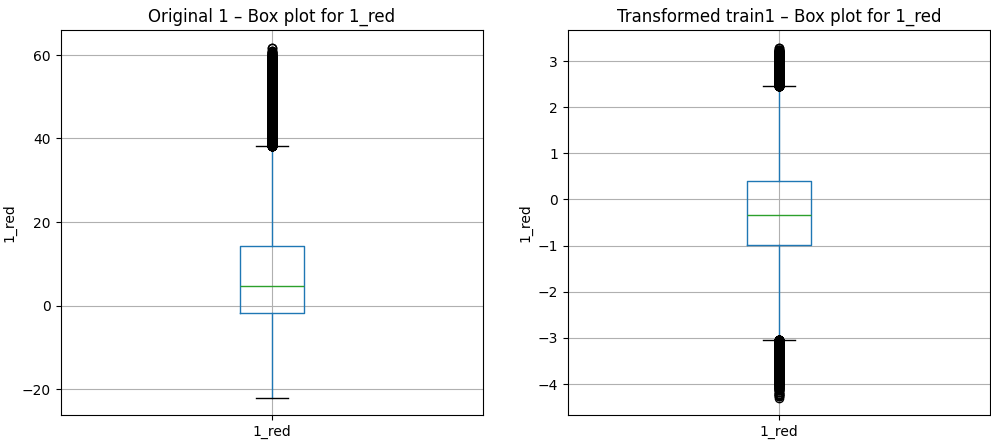 Original 1 – Box plot for 1_red
60
40
20
0
−20
1_red
1_red
Transformed train1 – Box plot for 1_red
3
2
1
0
−1
−2
−3
−4
1_red
1_red